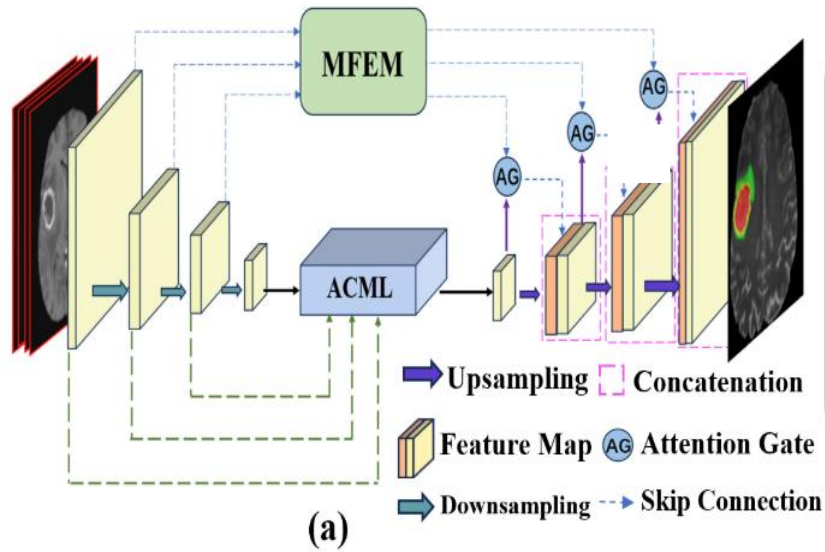 MFEM
AG
AG
AG
ACML
Upsampling
Concatenation
Feature Map
AG
Attention Gate
Downsampling
Skip Connection
(a)